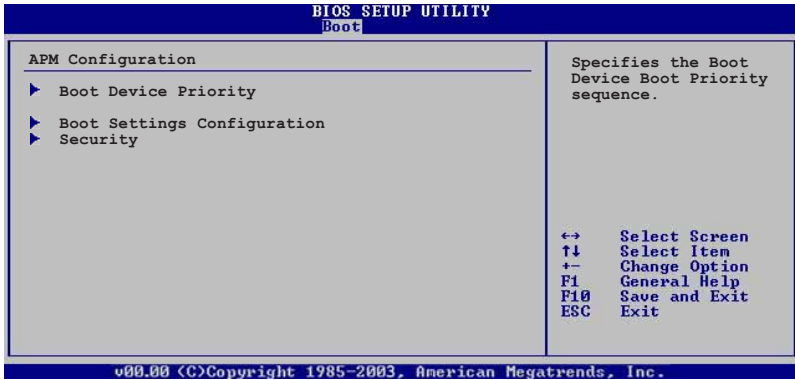 BIOS SETUP UTILITY
Boot
APM Configuration
Boot Device Priority
Boot Settings Configuration
Security
Specifies the Boot
Device Boot Priority
sequence.
←→ Select Screen
↑↓ Select Item
+- Change Option
F1 General Help
F10 Save and Exit
ESC Exit
v00.00 (C)Copyright 1985-2003, American Megatrends, Inc.